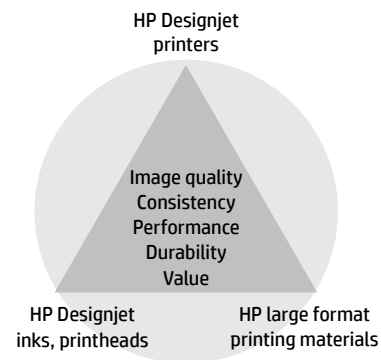 HP Designjet
printers
Image quality
Consistency
Performance
Durability
Value
HP Designjet
inks, printheads
HP large format
printing materials